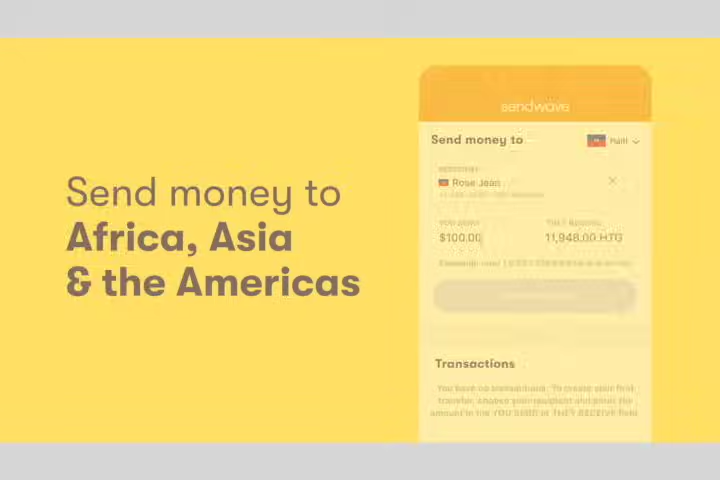 Send money to
Africa, Asia
& the Americas
sendwave
Send money to
Haiti
RECIPIENT
Rose Jean
YOU SEND
THEY RECEIVE
$100.00
11,948.00 HTG
Transactions
You have no transactions. To create your first
transfer, choose your recipient and enter the
amount in the YOU SEND or THEY RECEIVE field